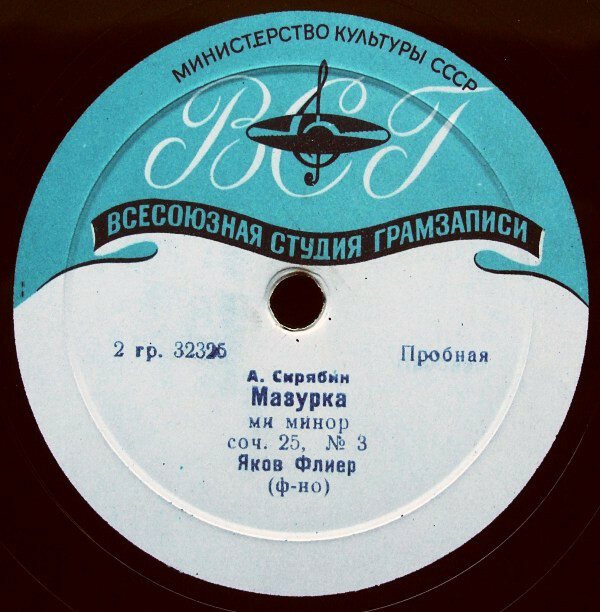 МИНИСТЕРСТВО КУЛЬТУРЫ СССР
ВСГ
ВСЕСОЮЗНАЯ СТУДИЯ ГРАМЗАПИСИ
2 гр. 32326 Пробная
А. Скрябин
Мазурка
ми минор
соч. 25, № 3
Яков Флиер
(ф-но)